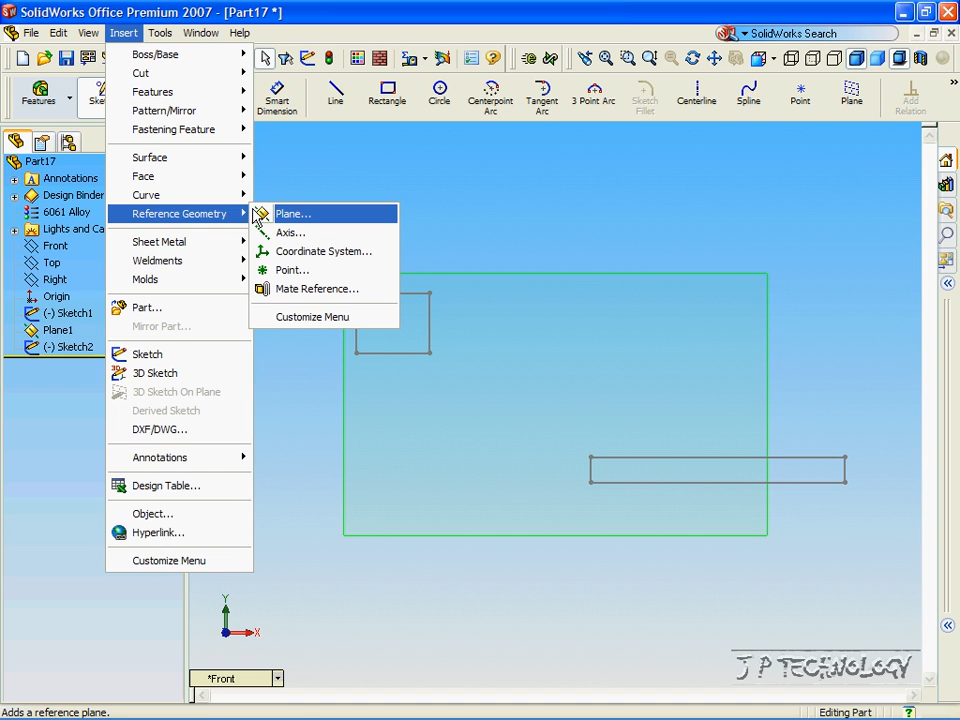 SolidWorks Office Premium 2007 - [Part17 *]
File Edit View Insert Tools Window Help SolidWorks Search
Features Sket Smart Dimension Line Rectangle Circle Centerpoint Arc Tangent Arc 3 Point Arc Sketch Fillet Centerline Spline Point Plane Add Relation
Boss/Base
Cut
Features
Pattern/Mirror
Fastening Feature
Surface
Face
Curve
Reference Geometry
Sheet Metal
Weldments
Molds
Part...
Mirror Part...
Sketch
3D Sketch
3D Sketch On Plane
Derived Sketch
DXF/DWG...
Annotations
Design Table...
Object...
Hyperlink...
Customize Menu
Plane...
Axis...
Coordinate System...
Point...
Mate Reference...
Customize Menu
Part17
Annotations
Design Binder
6061 Alloy
Lights and Ca
Front
Top
Right
Origin
(-) Sketch1
Plane1
(-) Sketch2
Y
X
*Front
J P TECHNOLOGY
Adds a reference plane.
Editing Part